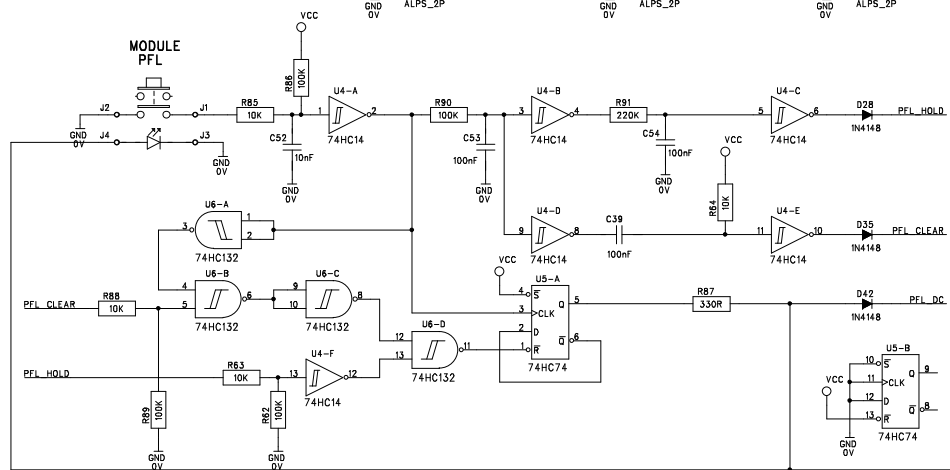 GND
0V
ALPS_2P
GND
0V
ALPS_2P
GND
0V
ALPS_2P
VCC
MODULE
PFL
R86
100K
U4-A
U4-B
U4-C
J2
J1
R85
10K
1
2
74HC14
R90
100K
3
4
74HC14
R91
220K
5
6
74HC14
D28
1N4148
PFL_HOLD
GND
0V
J4
J3
GND
0V
C52
10nF
GND
0V
C53
100nF
GND
0V
C54
100nF
GND
0V
VCC
R64
10K
U6-A
3
1
2
74HC132
U4-D
9
8
74HC14
C39
100nF
U4-E
11
10
74HC14
D35
1N4148
PFL_CLEAR
VCC
U5-A
U6-B
U6-C
PFL_CLEAR
R88
10K
4
5
6
74HC132
9
10
8
74HC132
4
S
Q
5
3
CLK
2
D
1
R
Q
6
74HC74
R87
330R
D42
1N4148
PFL_DC
U6-D
12
13
11
74HC132
PFL_HOLD
R63
10K
U4-F
13
12
74HC14
R89
100K
GND
0V
R62
100K
GND
0V
U5-B
VCC
10
S
Q
9
11
CLK
12
D
13
R
Q
8
74HC74
GND
0V